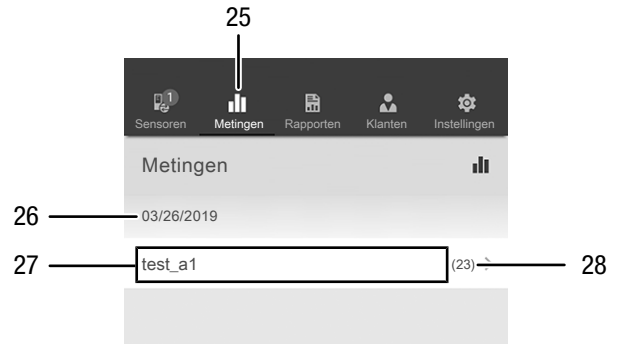 25
1
Sensoren Metingen Rapporten Klanten Instellingen
Metingen
26 03/26/2019
27 test_a1 (23) 28